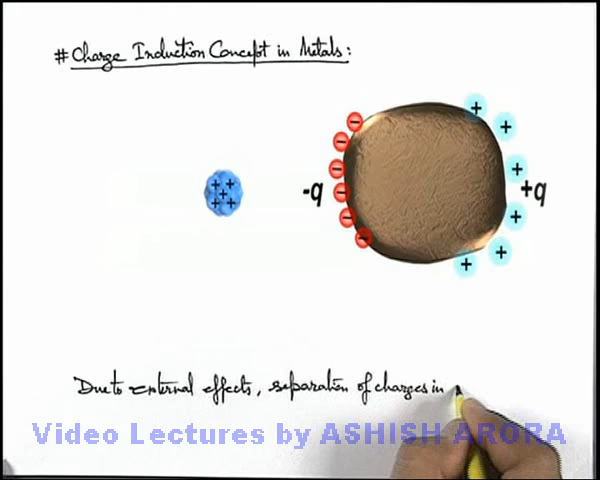 # Charge Induction Concept in Metals:
+ +
+
+ +
-q
- - - - - -
+ + + + + +
+q
Due to external effects, separation of charges in
Video Lectures by ASHISH ARORA